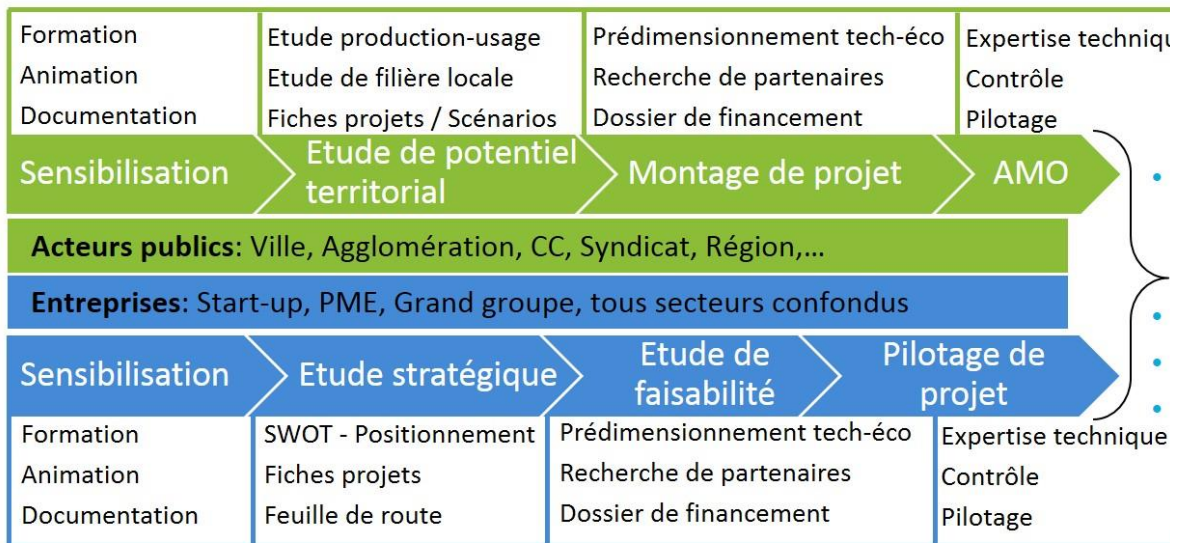 Formation
Animation
Documentation
Etude production-usage
Etude de filière locale
Fiches projets / Scénarios
Prédimensionnement tech-éco
Recherche de partenaires
Dossier de financement
Expertise techniqu
Contrôle
Pilotage
Sensibilisation
Etude de potentiel
territorial
Montage de projet
AMO
Acteurs publics: Ville, Agglomération, CC, Syndicat, Région,...
Entreprises: Start-up, PME, Grand groupe, tous secteurs confondus
Sensibilisation
Etude stratégique
Etude de
faisabilité
Pilotage de
projet
Formation
Animation
Documentation
SWOT - Positionnement
Fiches projets
Feuille de route
Prédimensionnement tech-éco
Recherche de partenaires
Dossier de financement
Expertise technique
Contrôle
Pilotage